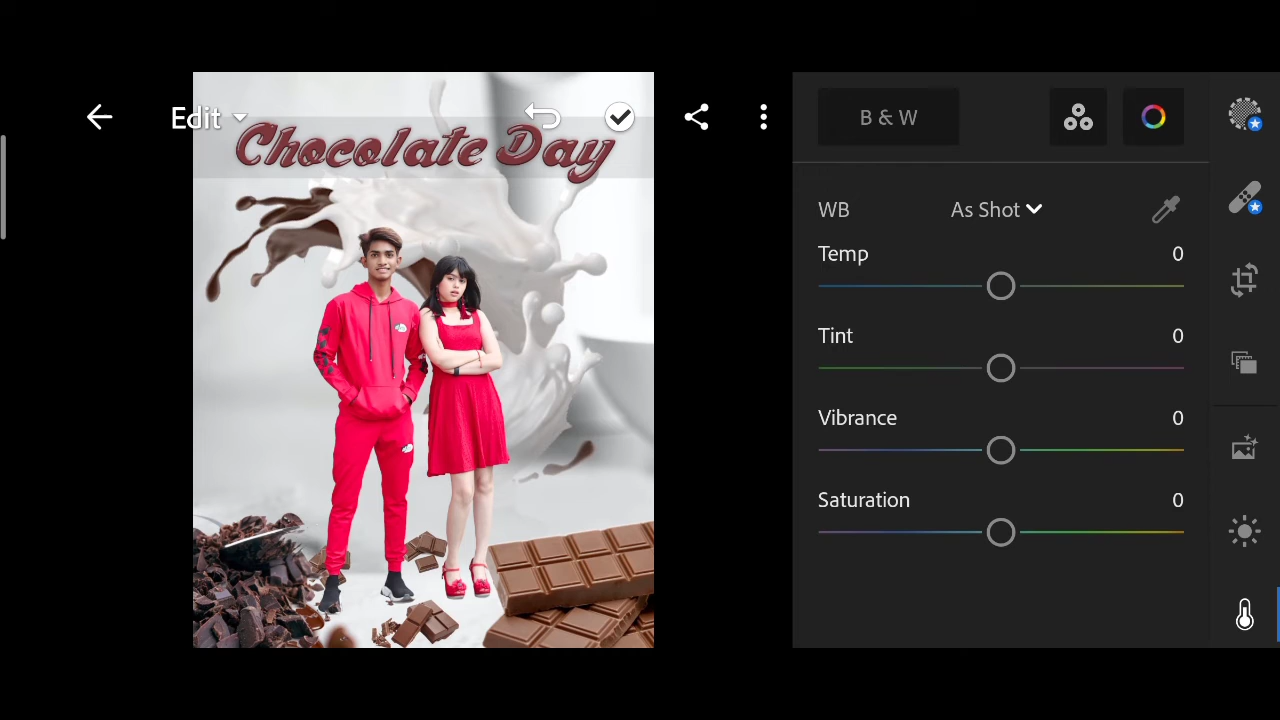 Edit
Chocolate Day
B & W
WB As Shot
Temp 0
Tint 0
Vibrance 0
Saturation 0